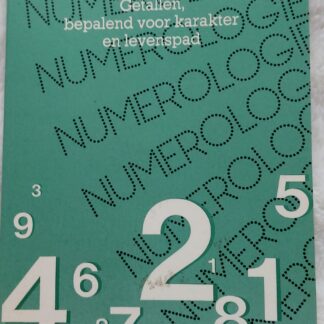 Getallen,
bepalend voor karakter
en levenspad
NUMEROLOGIE
NUMEROLOGIE
NUMEROLOGIE
NUMEROLOGIE
NUMEROLOGIE
NUMEROLOGIE
3
5
9
2
4
6
1
1
7
8